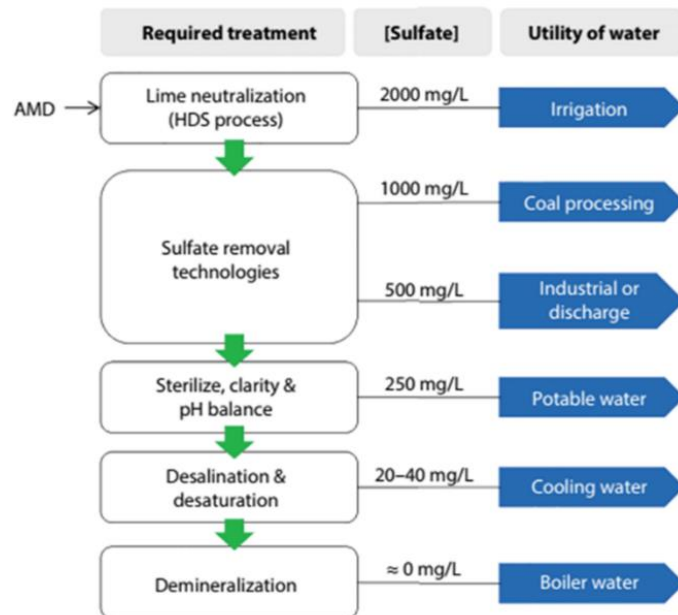 Required treatment
[Sulfate]
Utility of water
AMD
Lime neutralization
(HDS process)
2000 mg/L
Irrigation
Sulfate removal
technologies
1000 mg/L
Coal processing
500 mg/L
Industrial or
discharge
Sterilize, clarity &
pH balance
250 mg/L
Potable water
Desalination &
desaturation
20–40 mg/L
Cooling water
Demineralization
≈ 0 mg/L
Boiler water